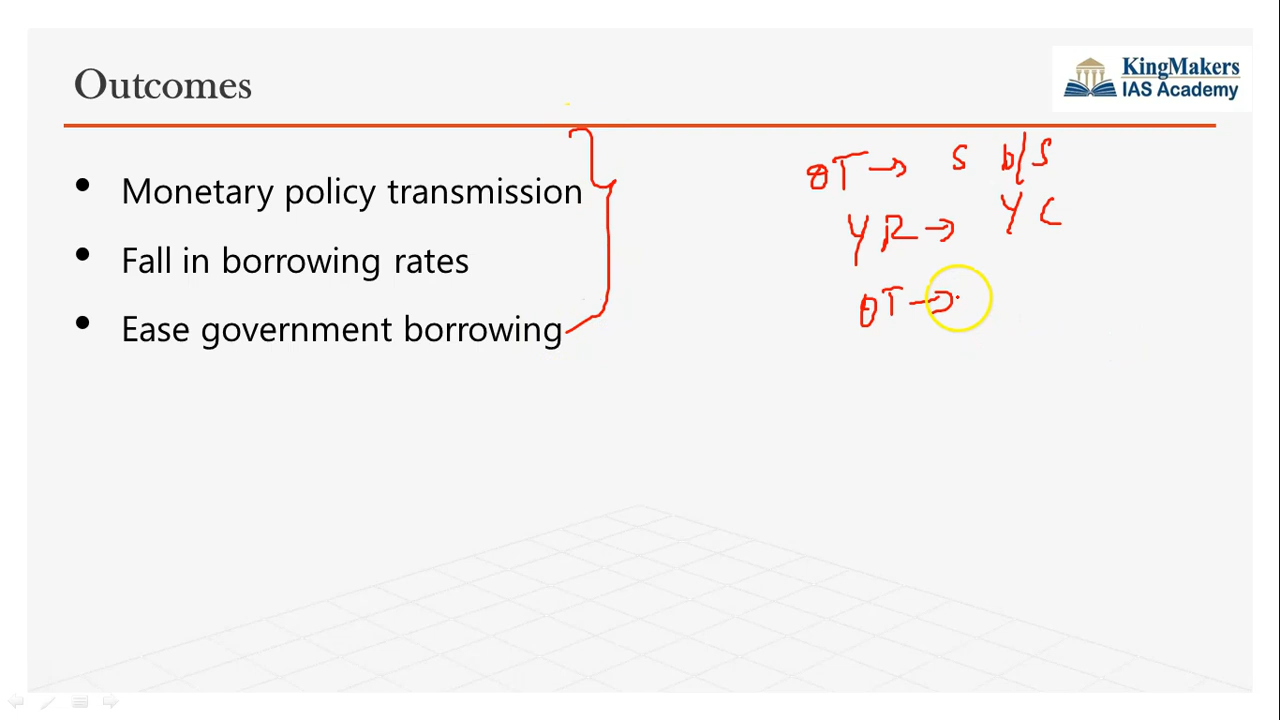 Outcomes
KingMakers
IAS Academy
• Monetary policy transmission
• Fall in borrowing rates
• Ease government borrowing
OT → S b/S
YR → YC
OT →